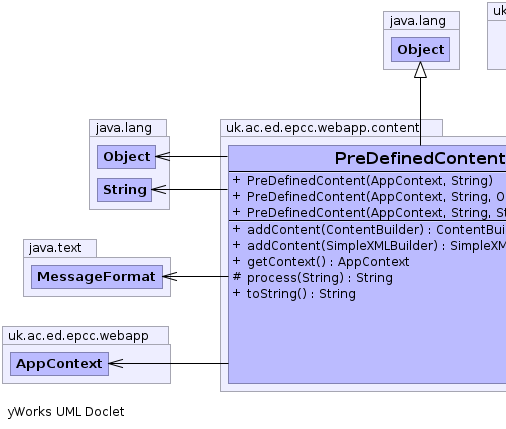 java.lang
uk
Object
java.lang
Object
String
uk.ac.ed.epcc.webapp.content
PreDefinedContent
+ PreDefinedContent(AppContext, String)
+ PreDefinedContent(AppContext, String, O
+ PreDefinedContent(AppContext, String, St
+ addContent(ContentBuilder) : ContentBui
+ addContent(SimpleXMLBuilder) : SimpleXM
+ getContext() : AppContext
# process(String) : String
+ toString() : String
java.text
MessageFormat
uk.ac.ed.epcc.webapp
AppContext
yWorks UML Doclet